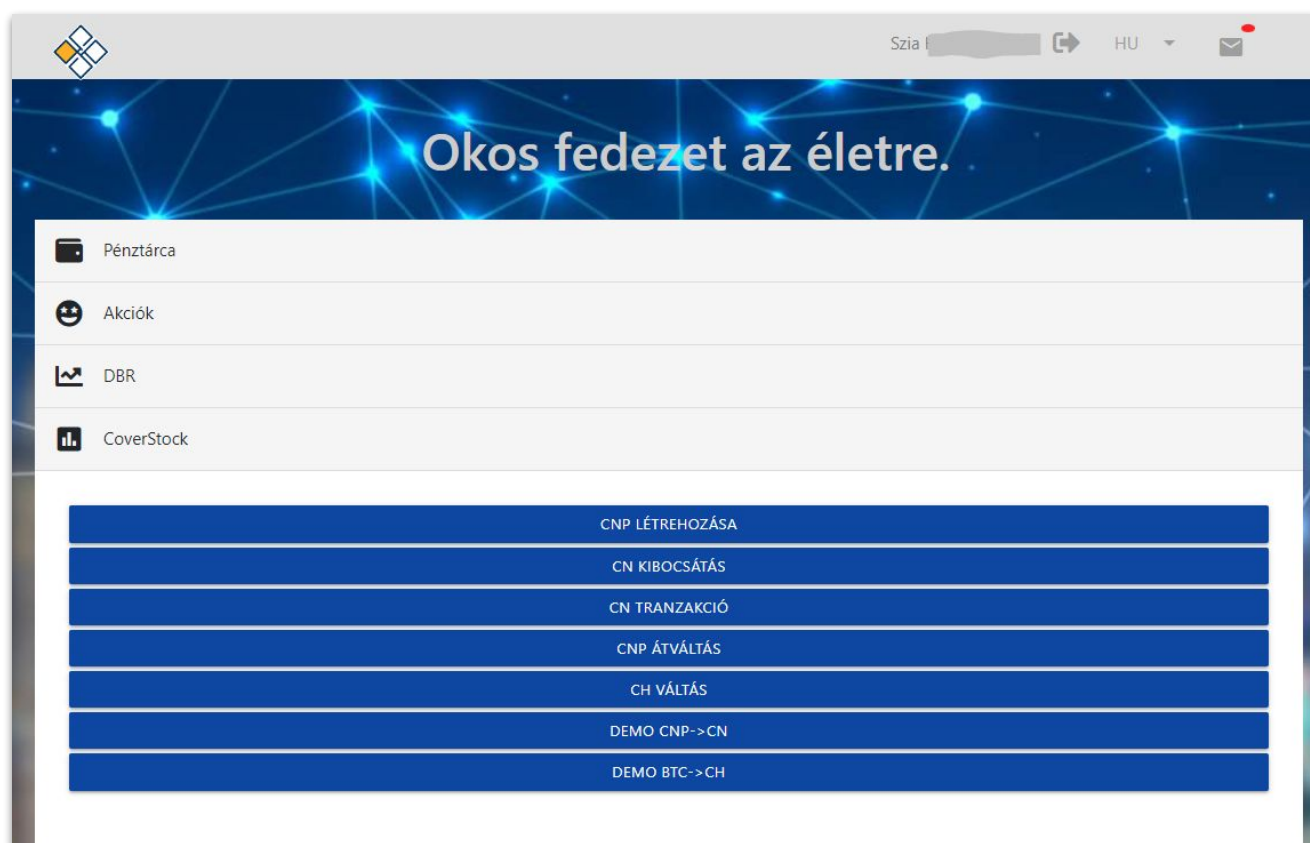 Szia
HU
Okos fedezet az életre.
Pénztárca
Akciók
DBR
CoverStock
CNP LÉTREHOZÁSA
CN KIBOCSÁTÁS
CN TRANZAKCIÓ
CNP ÁTVÁLTÁS
CH VÁLTÁS
DEMO CNP->CN
DEMO BTC->CH